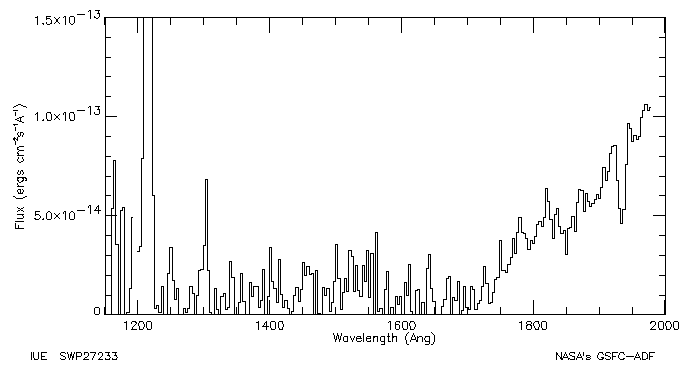 1.5×10⁻¹³
1.0×10⁻¹³
5.0×10⁻¹⁴
0
Flux (ergs cm⁻²s⁻¹A⁻¹)
1200 1400 1600 1800 2000
Wavelength (Ang)
IUE SWP27233 NASA's GSFC-ADF